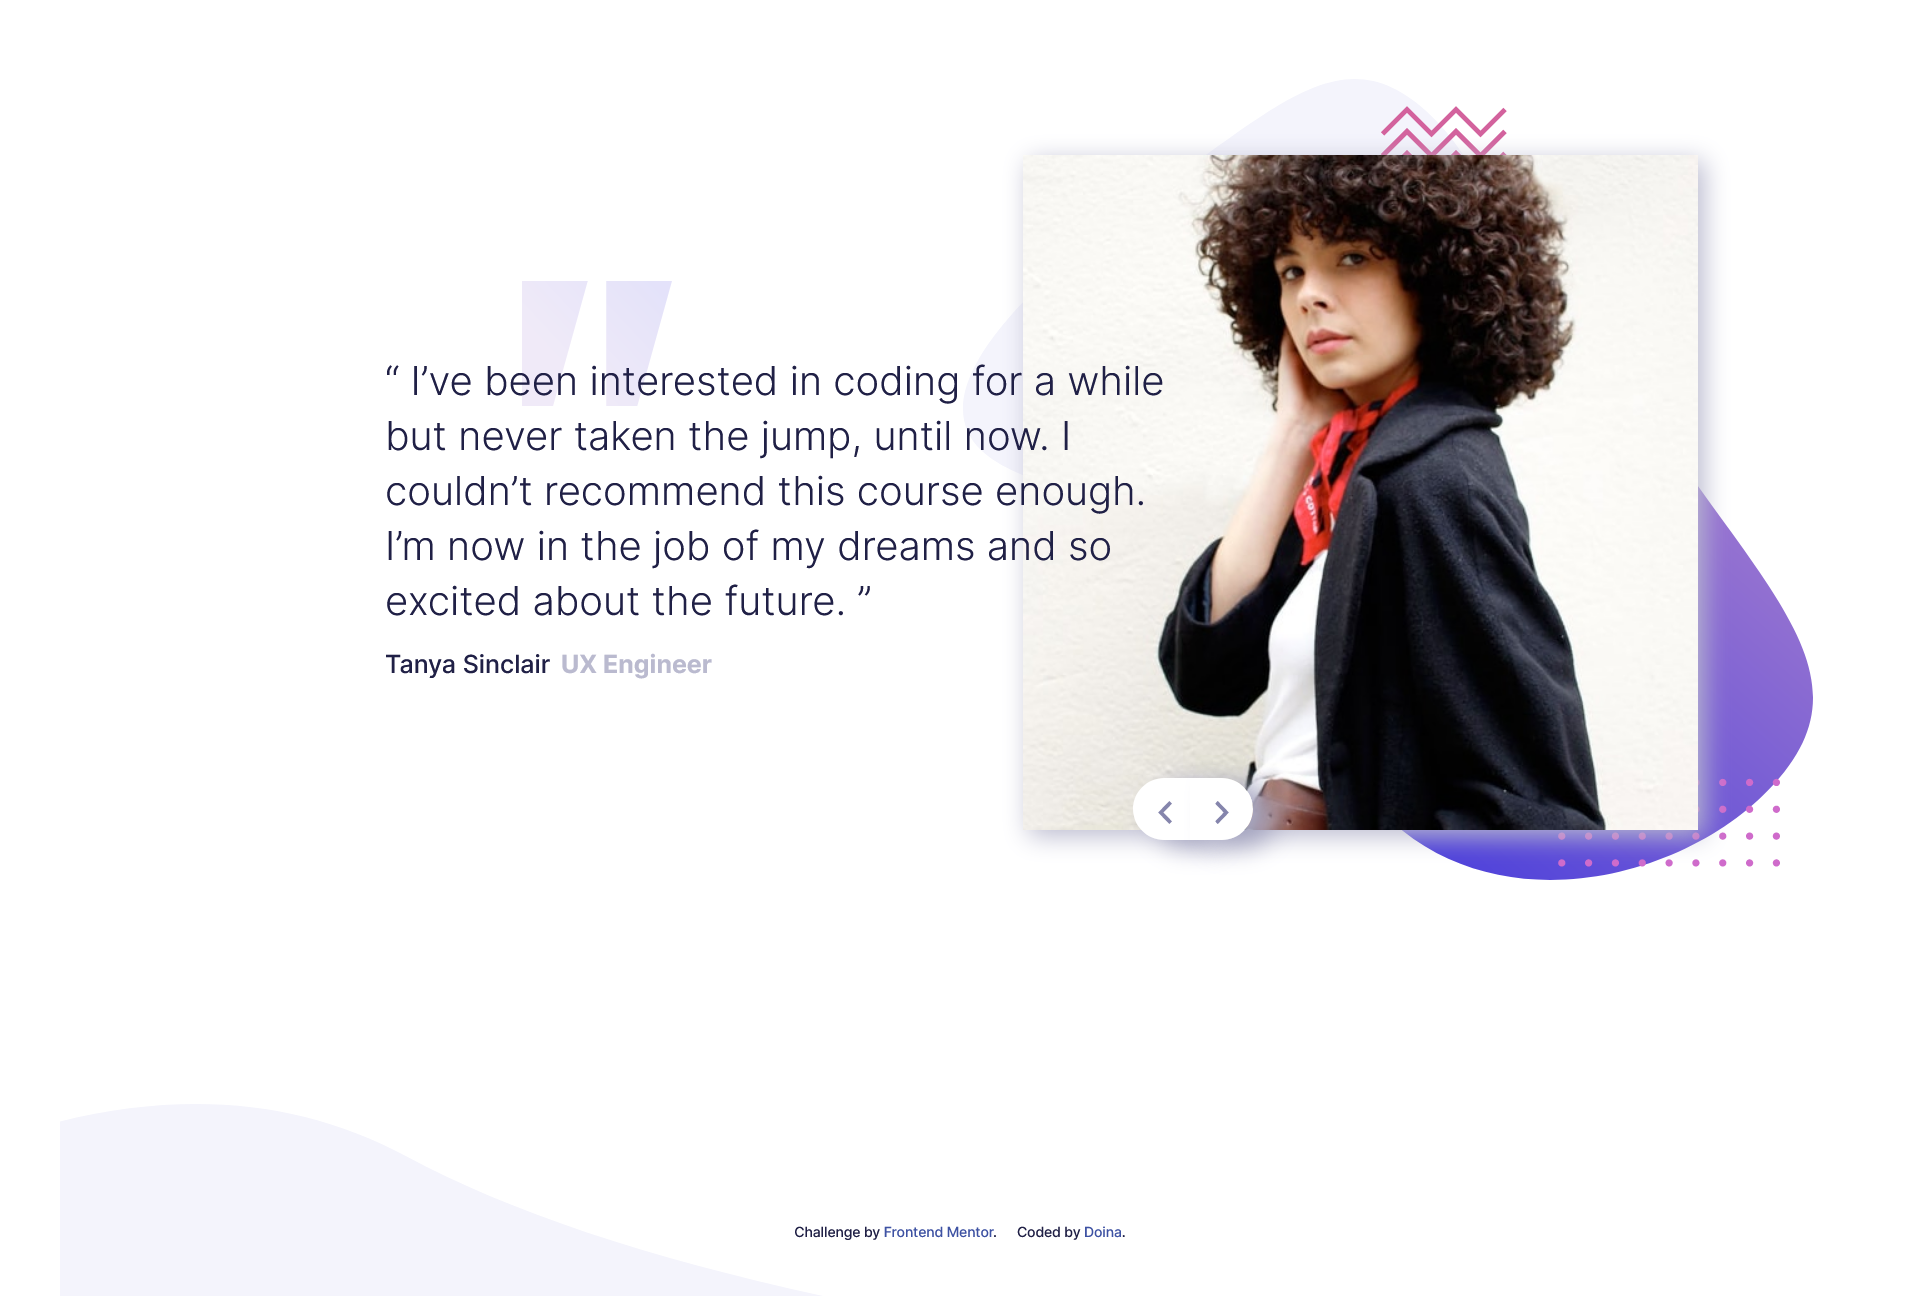 “ I’ve been interested in coding for a while
but never taken the jump, until now. I
couldn’t recommend this course enough.
I’m now in the job of my dreams and so
excited about the future. ”
Tanya Sinclair UX Engineer
Challenge by Frontend Mentor. Coded by Doina.